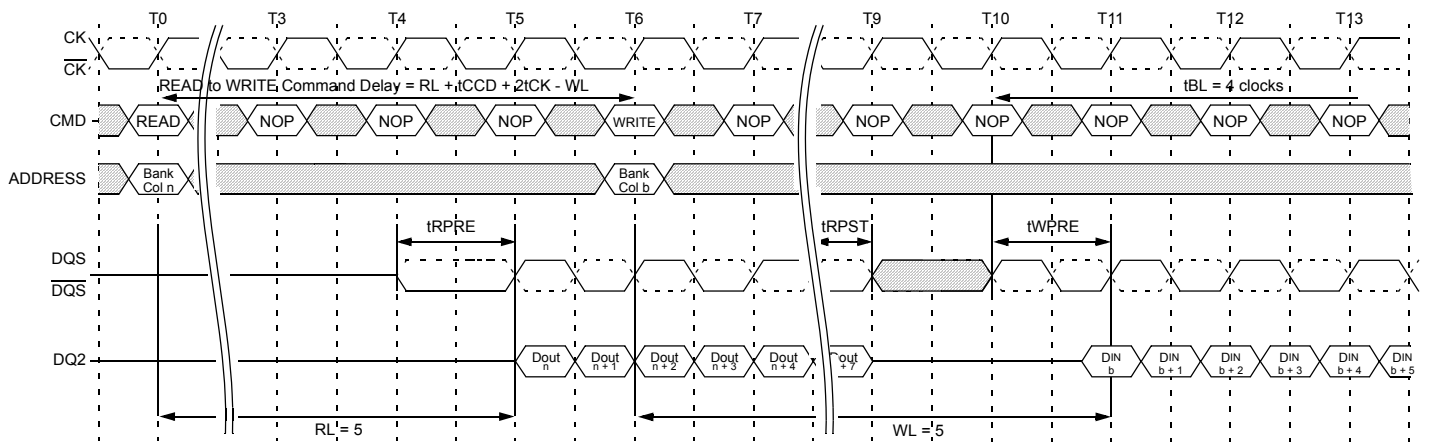 T0 T3 T4 T5 T6 T7 T9 T10 T11 T12 T13
CK
CK
READ to WRITE Command Delay = RL + tCCD + 2tCK - WL
tBL = 4 clocks
CMD READ NOP NOP NOP WRITE NOP NOP NOP NOP NOP NOP
ADDRESS
Bank
Col n
Bank
Col b
tRPRE tRPST tWPRE
DQS
DQS
DQ2
Dout
n
Dout
n + 1
Dout
n + 2
Dout
n + 3
Dout
n + 4
out
+ 7
DIN
b
DIN
b + 1
DIN
b + 2
DIN
b + 3
DIN
b + 4
DIN
b + 5
RL = 5
WL = 5